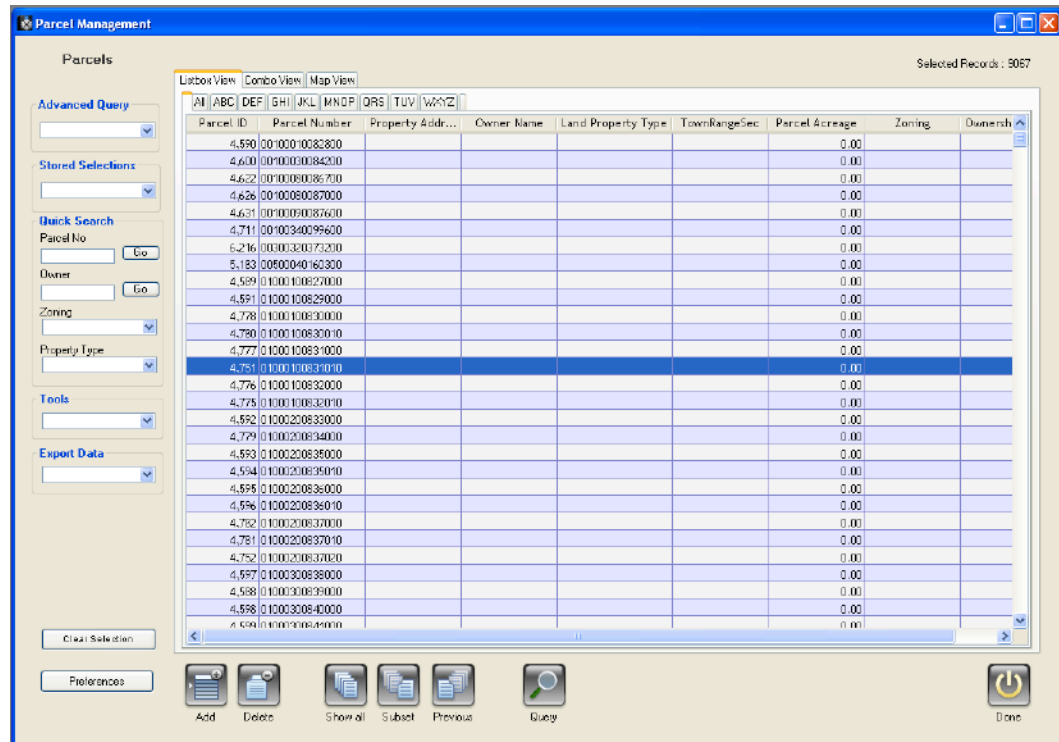 Parcel Management
Parcels
Selected Records : 9067
Listbox View Combo View Map View
All ABC DEF GHI JKL MNOP QRS TUV WXYZ
Advanced Query
Stored Selections
Quick Search
Parcel No
Go
Owner
Go
Zoning
Property Type
Tools
Export Data
Clear Selection
Preferences
Parcel ID Parcel Number Property Addr... Owner Name Land Property Type TownRangeSec Parcel Acreage Zoning Ownersh
4,590 00100010082800 0.00
4,600 00100030084200 0.00
4,622 00100080086700 0.00
4,626 00100080087000 0.00
4,631 00100090087600 0.00
4,711 00100340099600 0.00
6,216 00300320373200 0.00
5,183 00500040160300 0.00
4,589 01000100827000 0.00
4,591 01000100829000 0.00
4,778 01000100830000 0.00
4,780 01000100830010 0.00
4,777 01000100831000 0.00
4,751 01000100831010 0.00
4,776 01000100832000 0.00
4,775 01000100832010 0.00
4,592 01000200833000 0.00
4,779 01000200834000 0.00
4,593 01000200835000 0.00
4,594 01000200835010 0.00
4,595 01000200836000 0.00
4,596 01000200836010 0.00
4,782 01000200837000 0.00
4,781 01000200837010 0.00
4,752 01000200837020 0.00
4,597 01000300838000 0.00
4,588 01000300839000 0.00
4,598 01000300840000 0.00
4,599 01000300841000 0.00
Add Delete Show all Subset Previous Query Done